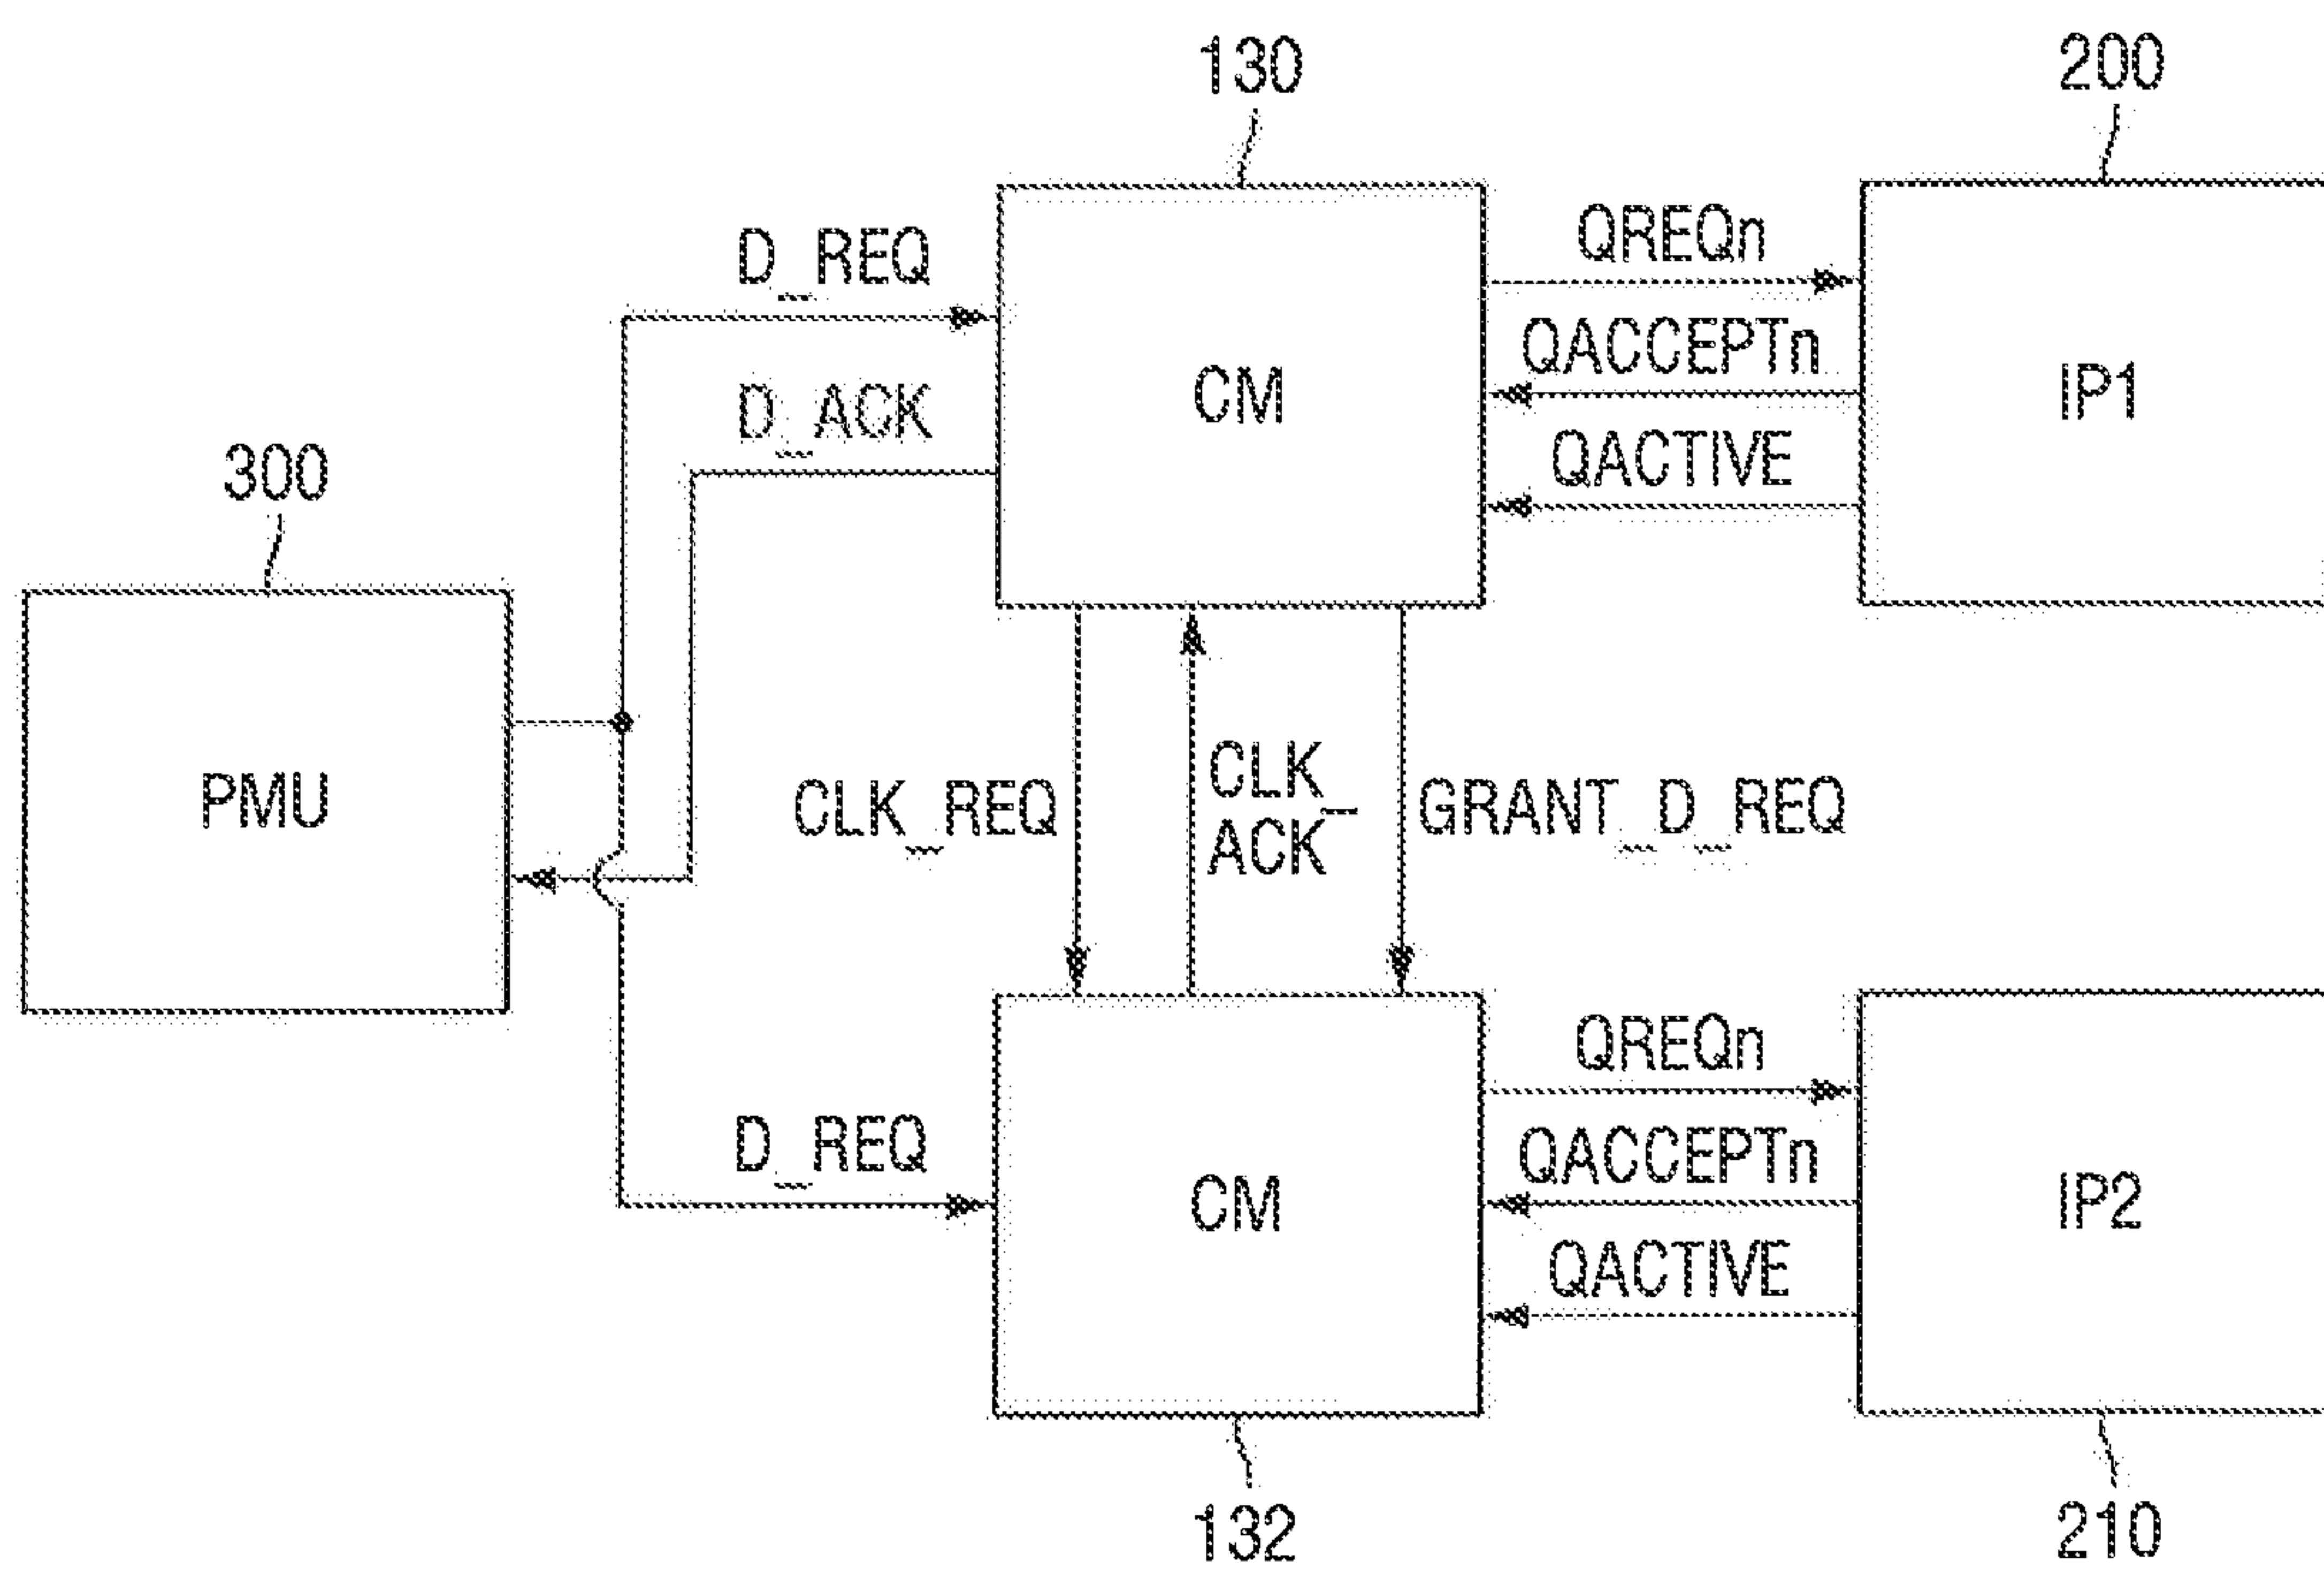 130
200
D_REQ
QREQn
QACCEPTn
CM
IP1
D_ACK
QACTIVE
300
PMU
CLK_REQ
CLK_
ACK
GRANT_D_REQ
QREQn
D_REQ
QACCEPTn
CM
IP2
QACTIVE
132
210